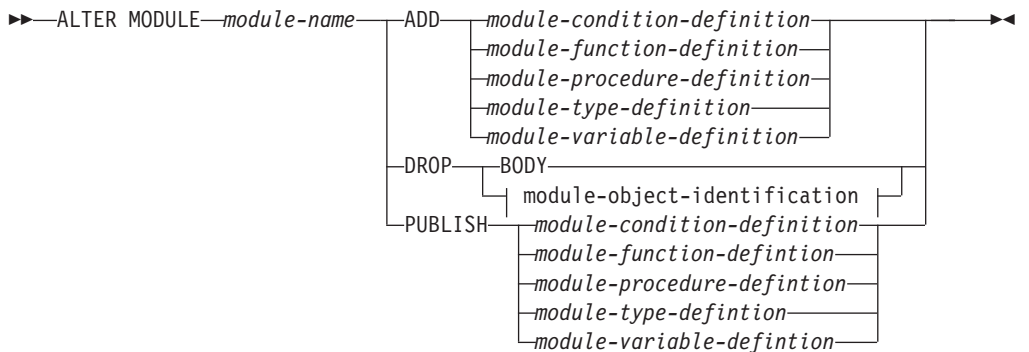 ALTER MODULE module-name ADD module-condition-definition
module-function-definition
module-procedure-definition
module-type-definition
module-variable-definition
DROP BODY
module-object-identification
PUBLISH module-condition-definition
module-function-defintion
module-procedure-defintion
module-type-defintion
module-variable-defintion